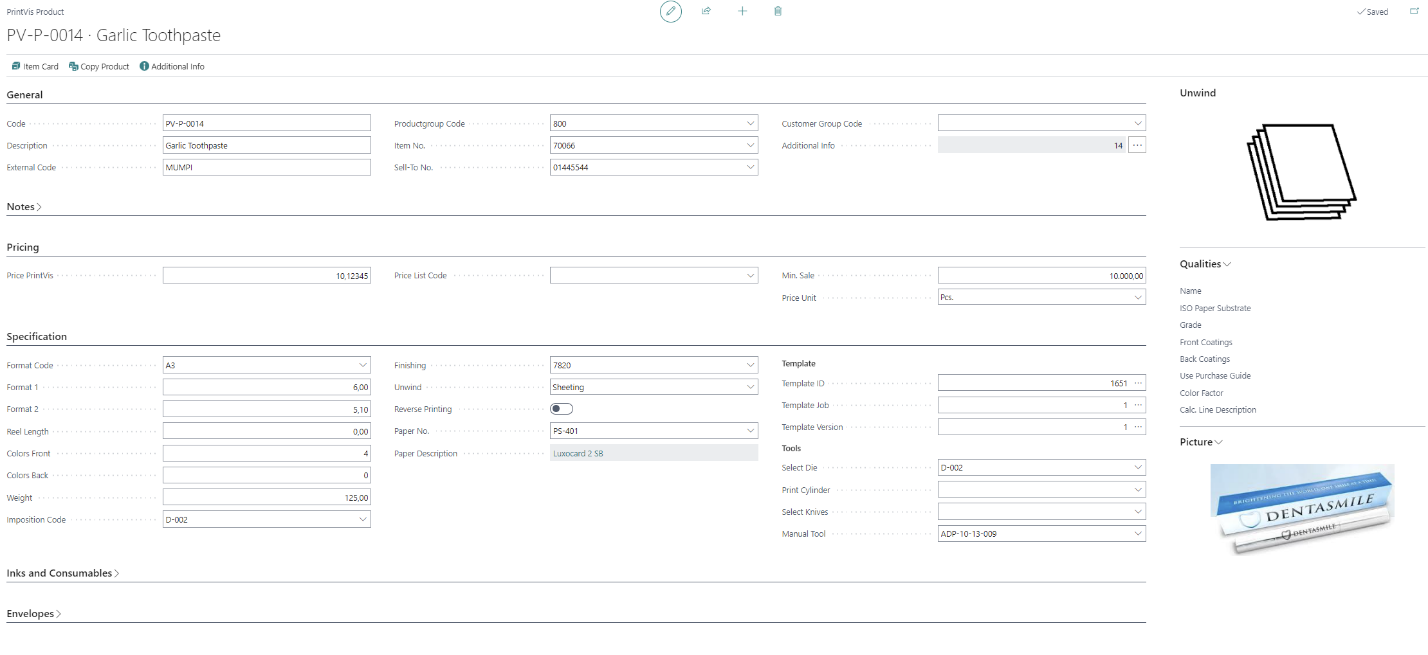 PrintVis Product
Saved
PV-P-0014 · Garlic Toothpaste
Item Card Copy Product Additional Info
General
Code PV-P-0014 Productgroup Code 800 Customer Group Code
Description Garlic Toothpaste Item No. 70066 Additional Info 14
External Code MUMPI Sell-To No. 01445544
Notes
Pricing
Price PrintVis 10,12345 Price List Code Min. Sale 10.000,00
Price Unit Pcs.
Specification
Format Code A3 Finishing 7820 Template
Format 1 6,00 Unwind Sheeting Template ID 1651
Format 2 5,10 Reverse Printing Template Job 1
Reel Length 0,00 Paper No. PS-401 Template Version 1
Colors Front 4 Paper Description Luxocard 2 SB Tools
Colors Back 0 Select Die D-002
Weight 125,00 Print Cylinder
Imposition Code D-002 Select Knives
Manual Tool ADP-10-13-009
Inks and Consumables
Envelopes
Unwind
Qualities
Name
ISO Paper Substrate
Grade
Front Coatings
Back Coatings
Use Purchase Guide
Color Factor
Calc. Line Description
Picture
BRIGHTENING THE WORLD
DENTASMILE
DENTASMILE